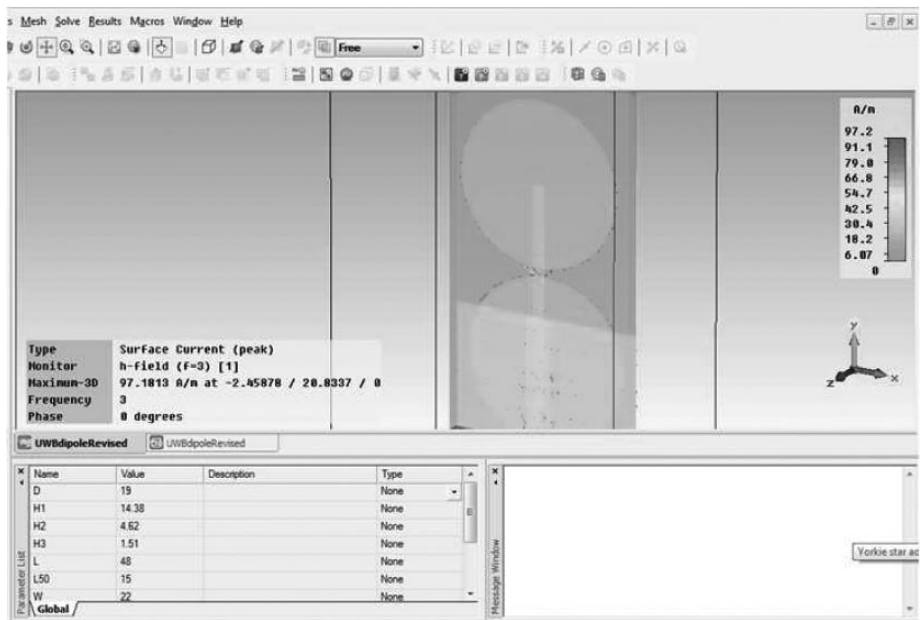 s Mesh Solve Results Macros Window Help
Free
A/m
97.2
91.1
79.0
66.8
54.7
42.5
30.4
18.2
6.07
0
y
x
z
Type Surface Current (peak)
Monitor h-field (f=3) [1]
Maximum-3D 97.1813 A/m at -2.45878 / 20.8337 / 0
Frequency 3
Phase 0 degrees
UWBdipoleRevised UWBdipoleRevised
Name Value Description Type
D 19 None
H1 14.38 None
H2 4.62 None
H3 1.51 None
L 48 None
L50 15 None
W 22 None
Global
Parameter List
Message Window
Yorkie star ad